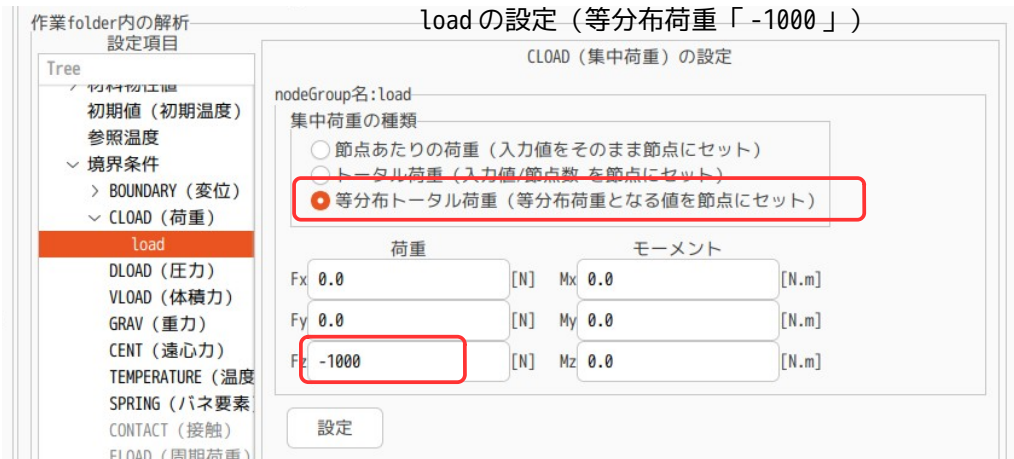 作業folder内の解析
loadの設定（等分布荷重「-1000」）
設定項目
Tree
> 材料物性値
初期値（初期温度）
参照温度
境界条件
> BOUNDARY（変位）
CLOAD（荷重）
load
DLOAD（圧力）
VLOAD（体積力）
GRAV（重力）
CENT（遠心力）
TEMPERATURE（温度
SPRING（バネ要素）
CONTACT（接触）
FLOAD（周期荷重）
CLOAD（集中荷重）の設定
nodeGroup名:load
集中荷重の種類
節点あたりの荷重（入力値をそのまま節点にセット）
トータル荷重（入力値/節点数 を節点にセット）
等分布トータル荷重（等分布荷重となる値を節点にセット）
荷重 モーメント
Fx 0.0 [N] Mx 0.0 [N.m]
Fy 0.0 [N] My 0.0 [N.m]
Fz -1000 [N] Mz 0.0 [N.m]
設定